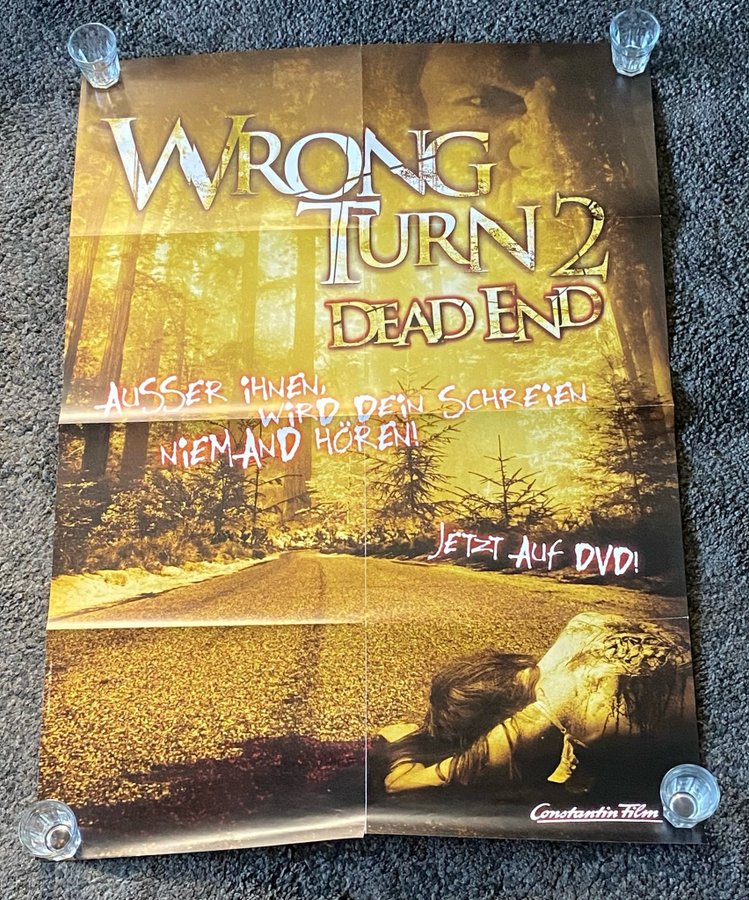 WRONG
TURN 2
DEAD END
AUSSER IHNEN,
WIRD DEIN SCHREIEN
NIEMAND HÖREN!
JETZT AUF DVD!
Constantin Film